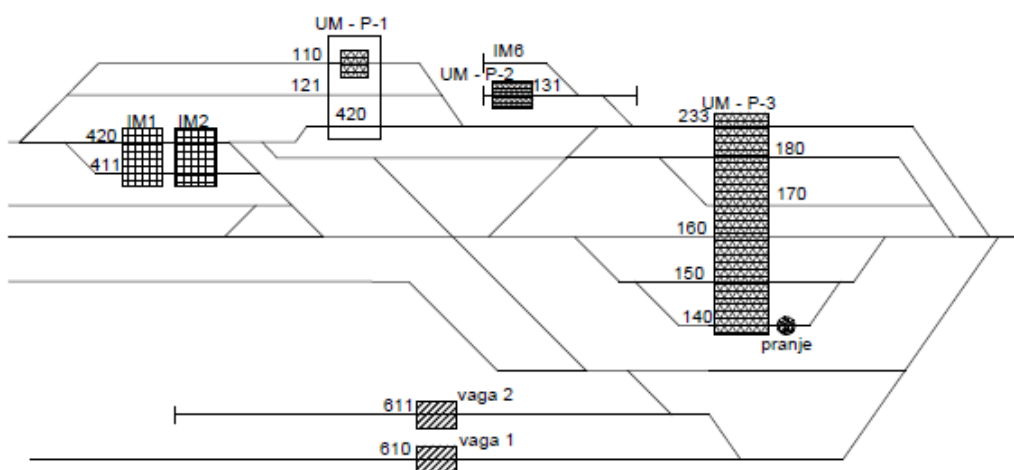 UM - P-1
110
IM6
UM - P-2
131
121
UM - P-3
420
233
IM1
IM2
420
180
411
170
160
150
140
pranje
611
vaga 2
610
vaga 1